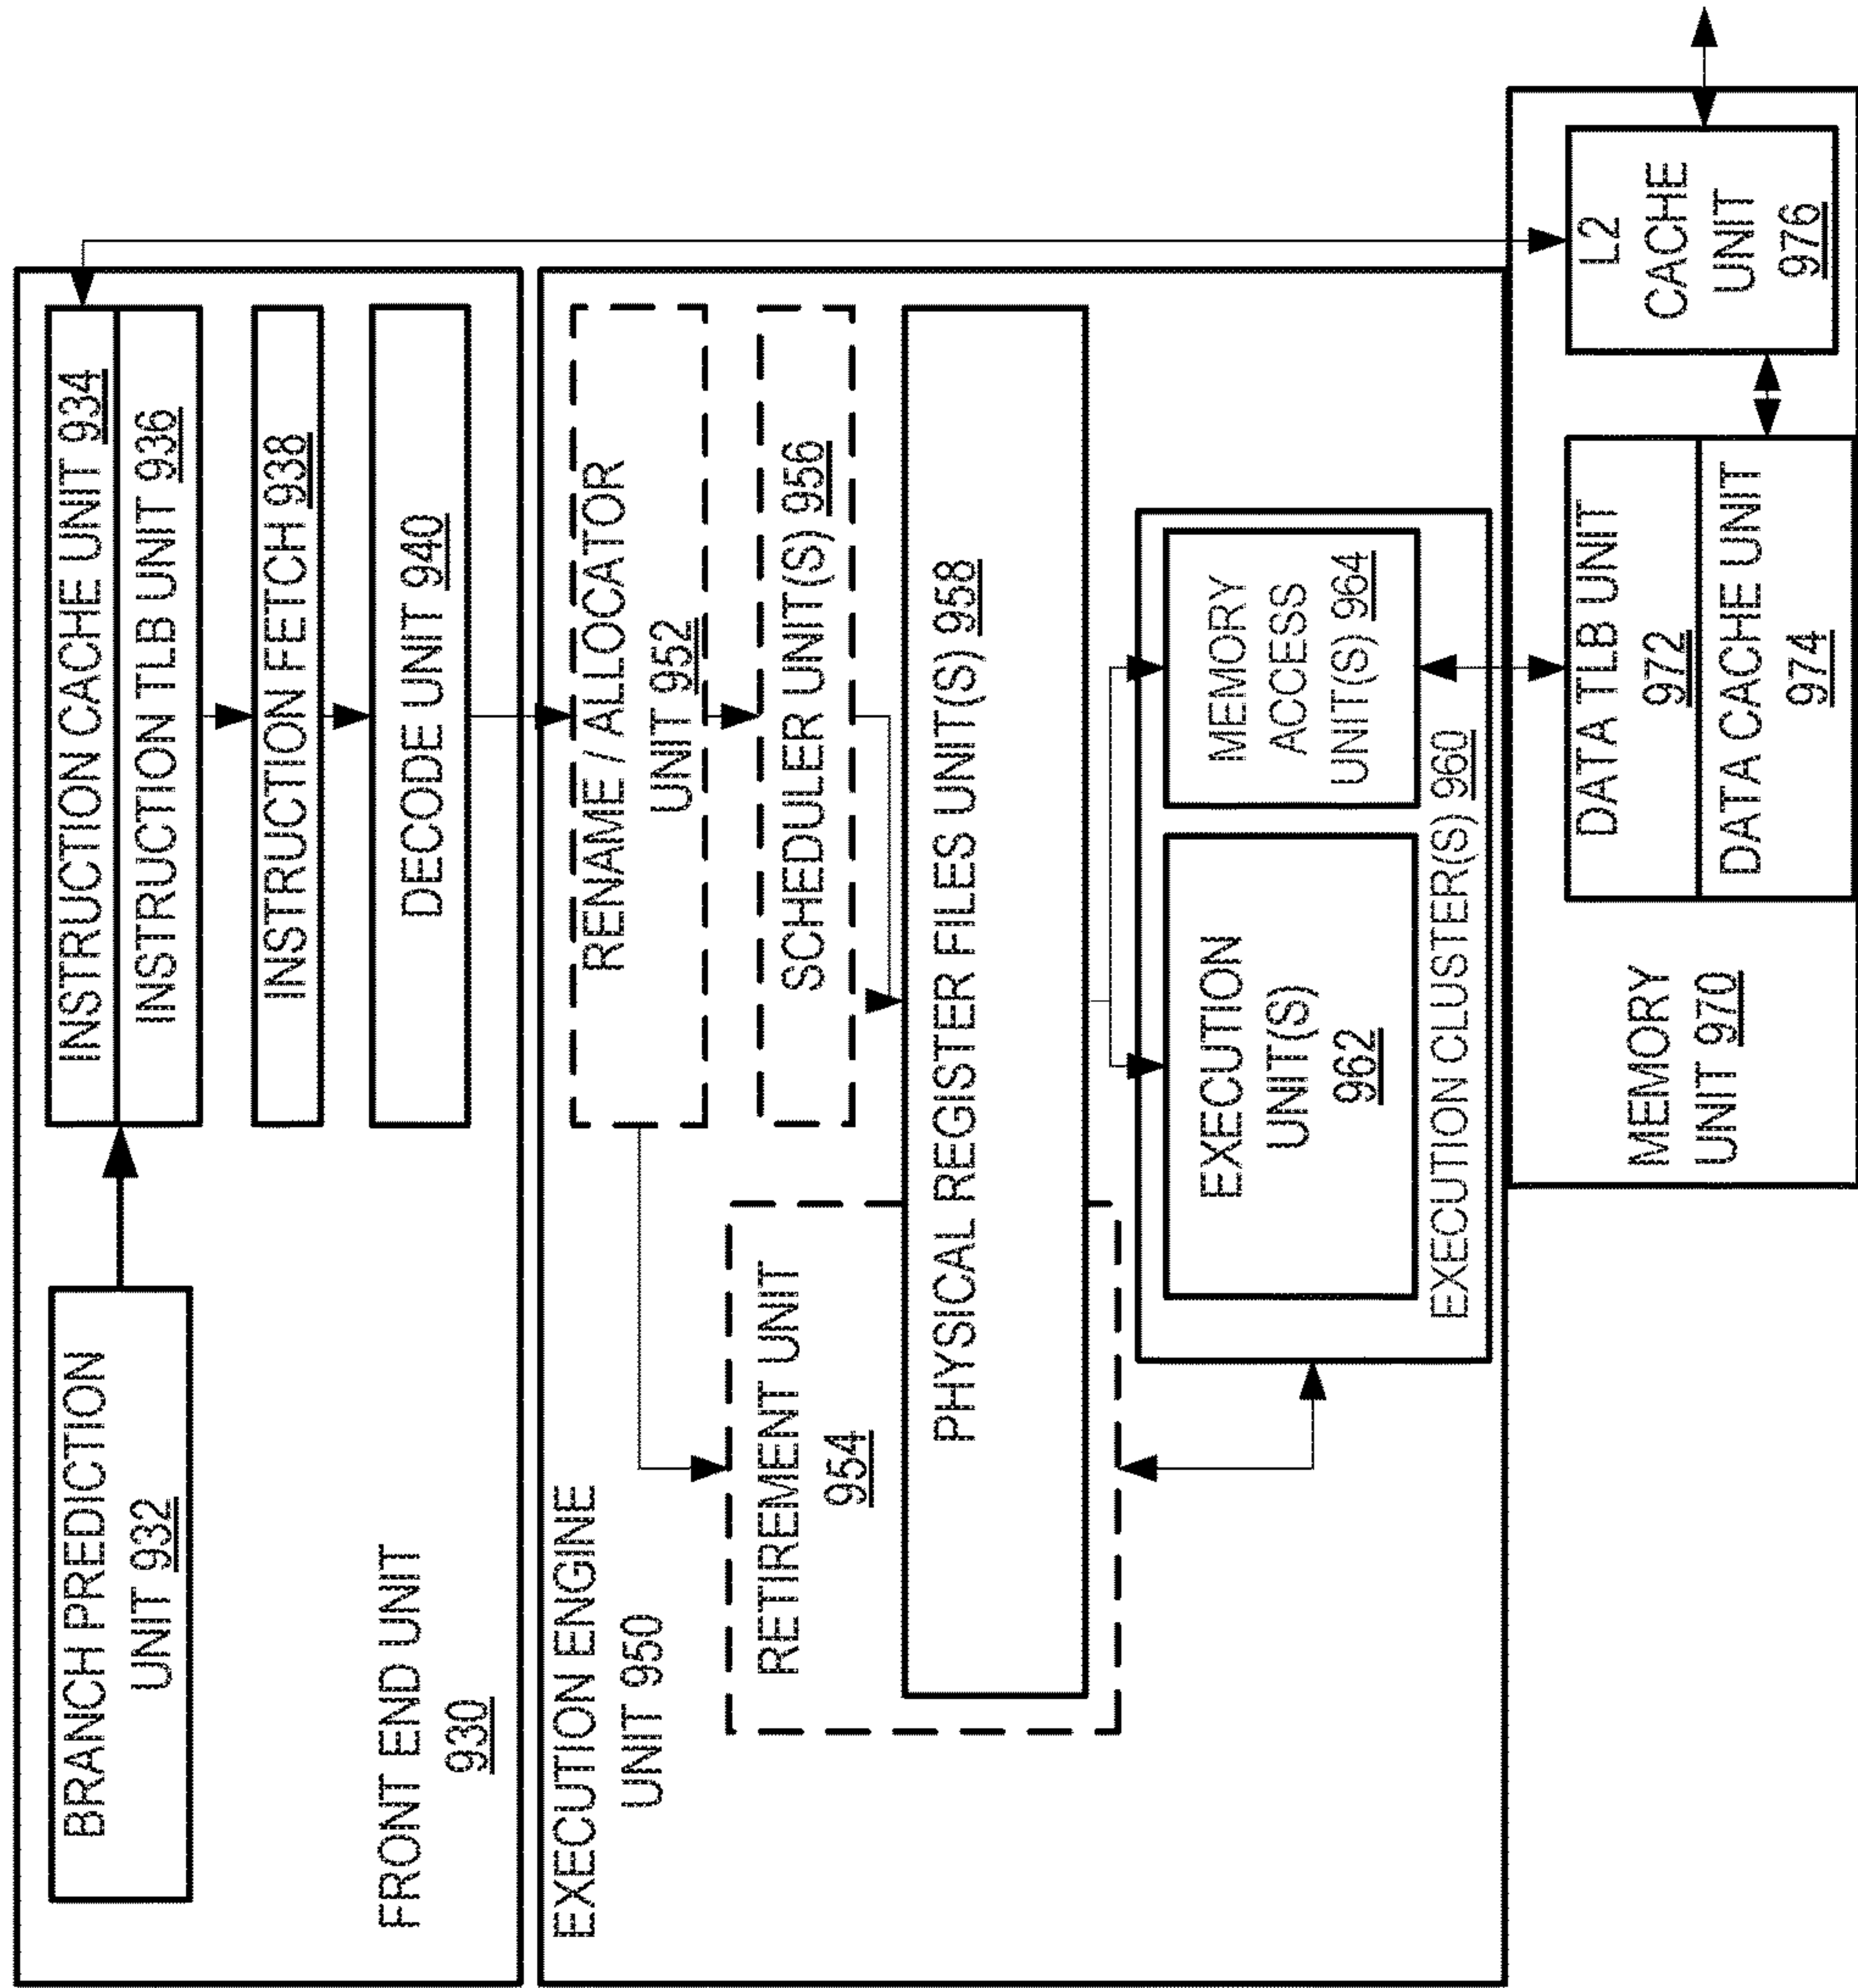 BRANCH PREDICTION
UNIT 932
INSTRUCTION CACHE UNIT 934
INSTRUCTION TLB UNIT 936
INSTRUCTION FETCH 938
DECODE UNIT 940
FRONT END UNIT
930
EXECUTION ENGINE
UNIT 950
RENAME / ALLOCATOR
UNIT 952
SCHEDULER UNIT(S) 956
RETIREMENT UNIT
954
PHYSICAL REGISTER FILES UNIT(S) 958
EXECUTION
UNIT(S)
962
MEMORY
ACCESS
UNIT(S) 964
EXECUTION CLUSTER(S) 960
MEMORY
UNIT 970
DATA TLB UNIT
972
DATA CACHE UNIT
974
L2
CACHE
UNIT
976